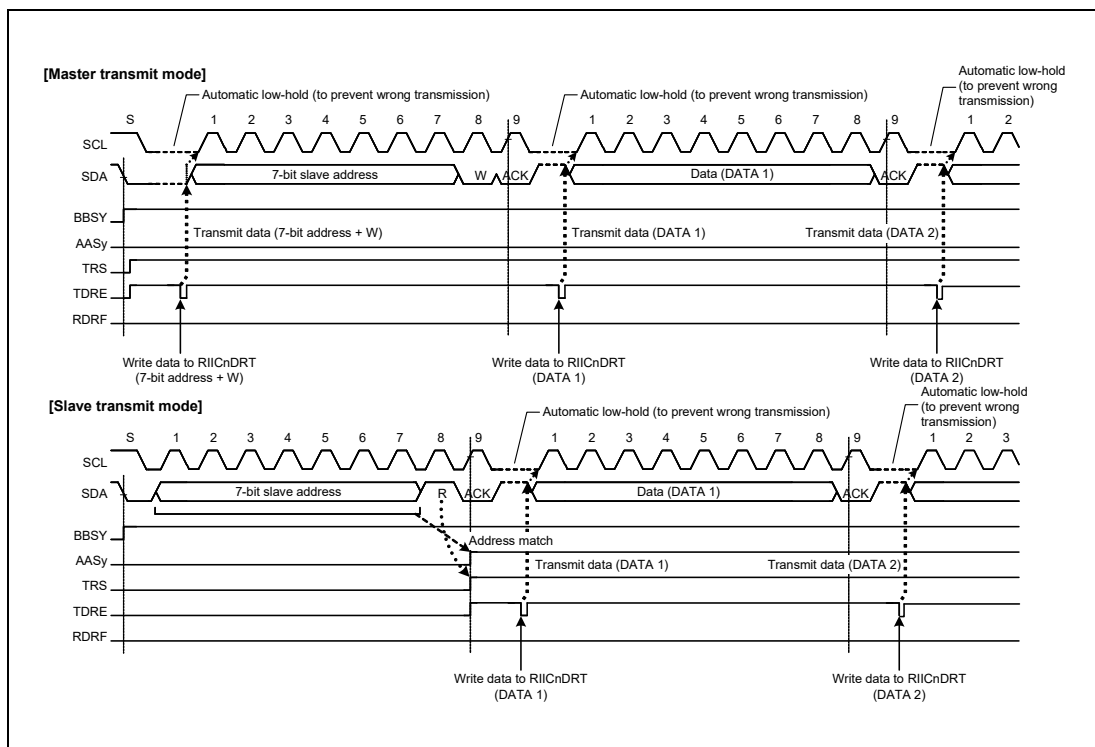 [Master transmit mode]
Automatic low-hold (to prevent wrong transmission)
Automatic low-hold (to prevent wrong transmission)
Automatic low-hold
(to prevent wrong
transmission)
S 1 2 3 4 5 6 7 8 9 1 2 3 4 5 6 7 8 9 1 2
SCL
SDA 7-bit slave address W ACK Data (DATA 1) ACK
BBSY
Transmit data (7-bit address + W) Transmit data (DATA 1) Transmit data (DATA 2)
AASy
TRS
TDRE
RDRF
Write data to RIICnDRT
(7-bit address + W)
Write data to RIICnDRT
(DATA 1)
Write data to RIICnDRT
(DATA 2)
[Slave transmit mode]
Automatic low-hold (to prevent wrong transmission)
Automatic low-hold
(to prevent wrong
transmission)
S 1 2 3 4 5 6 7 8 9 1 2 3 4 5 6 7 8 9 1 2 3
SCL
SDA 7-bit slave address R ACK Data (DATA 1) ACK
BBSY
Address match
AASy
Transmit data (DATA 1) Transmit data (DATA 2)
TRS
TDRE
RDRF
Write data to RIICnDRT
(DATA 1)
Write data to RIICnDRT
(DATA 2)